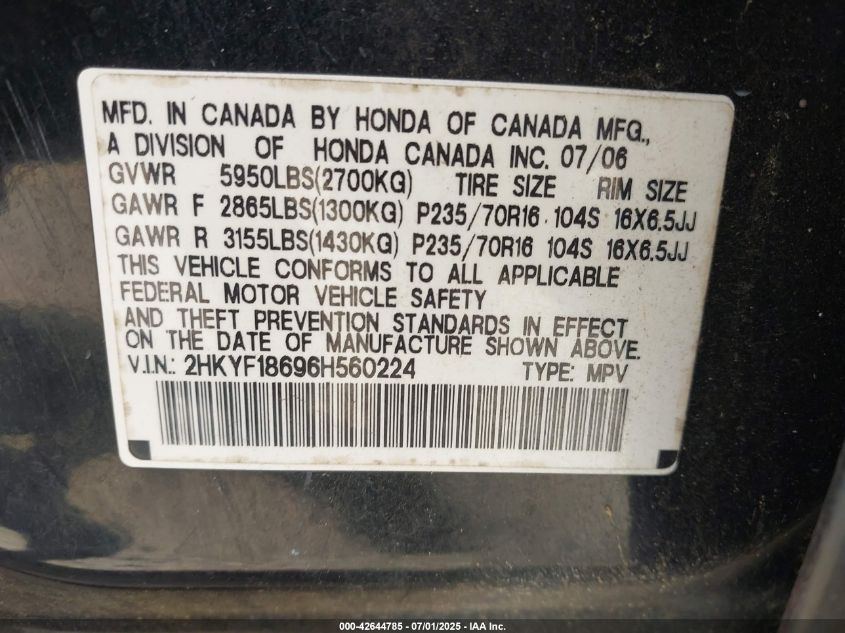 MFD. IN CANADA BY HONDA OF CANADA MFG.,
A DIVISION OF HONDA CANADA INC. 07/06
GVWR 5950LBS(2700KG) TIRE SIZE RIM SIZE
GAWR F 2865LBS(1300KG) P235/70R16 104S 16X6.5JJ
GAWR R 3155LBS(1430KG) P235/70R16 104S 16X6.5JJ
THIS VEHICLE CONFORMS TO ALL APPLICABLE
FEDERAL MOTOR VEHICLE SAFETY
AND THEFT PREVENTION STANDARDS IN EFFECT
ON THE DATE OF MANUFACTURE SHOWN ABOVE.
V.I.N.: 2HKYF18696H560224 TYPE: MPV
000-42644785 - 07/01/2025 - IAA Inc.